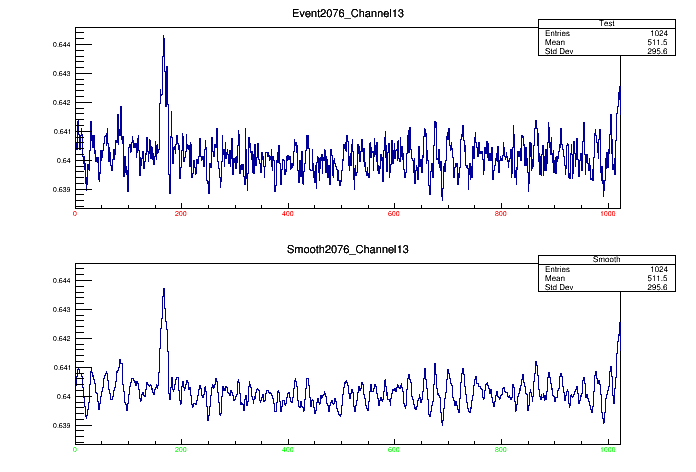 Event2076_Channel13
Test
Entries 1024
Mean 511.5
Std Dev 295.6
0.644
0.643
0.642
0.641
0.64
0.639
0 200 400 600 800 1000
Smooth2076_Channel13
Smooth
Entries 1024
Mean 511.5
Std Dev 295.6
0.644
0.643
0.642
0.641
0.64
0.639
0 200 400 600 800 1000